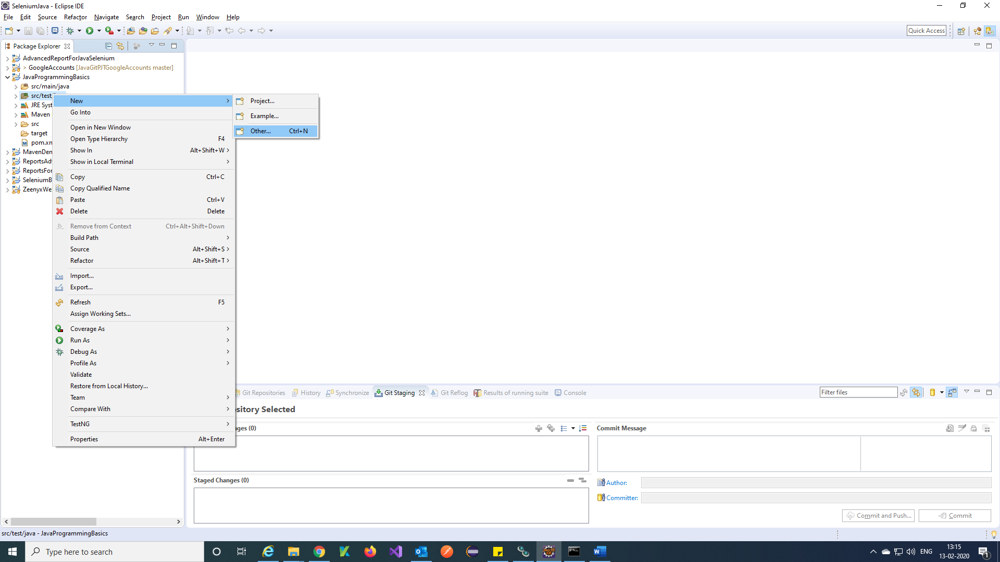 SeleniumJava - Eclipse IDE
File Edit Source Refactor Navigate Search Project Run Window Help
Quick Access
Package Explorer
AdvancedReportForJavaSelenium
> GoogleAccounts [JavaGitPJTGoogleAccounts master]
JavaProgrammingBasics
src/main/java
src/test/
JRE Syst
Maven
src
target
pom.xm
MavenDen
ReportsAd
ReportsFor
SeleniumB
ZeenyxWe
New
Go Into
Open in New Window
Open Type Hierarchy F4
Show In Alt+Shift+W
Show in Local Terminal
Copy Ctrl+C
Copy Qualified Name
Paste Ctrl+V
Delete Delete
Remove from Context Ctrl+Alt+Shift+Down
Build Path
Source Alt+Shift+S
Refactor Alt+Shift+T
Import...
Export...
Refresh F5
Assign Working Sets...
Coverage As
Run As
Debug As
Profile As
Validate
Restore from Local History...
Team
Compare With
TestNG
Properties Alt+Enter
Project...
Example...
Other... Ctrl+N
Git Repositories History Synchronize Git Staging Git Reflog Results of running suite Console
Filter files
ository Selected
nges (0)
Commit Message
Staged Changes (0)
Author:
Committer:
Commit and Push...
Commit
src/test/java - JavaProgrammingBasics
Type here to search
ENG
13:15
13-02-2020
1